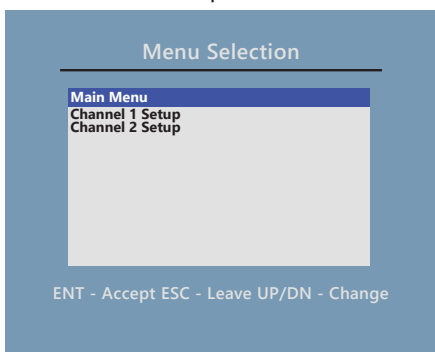 Menu Selection
Main Menu
Channel 1 Setup
Channel 2 Setup
ENT - Accept ESC - Leave UP/DN - Change